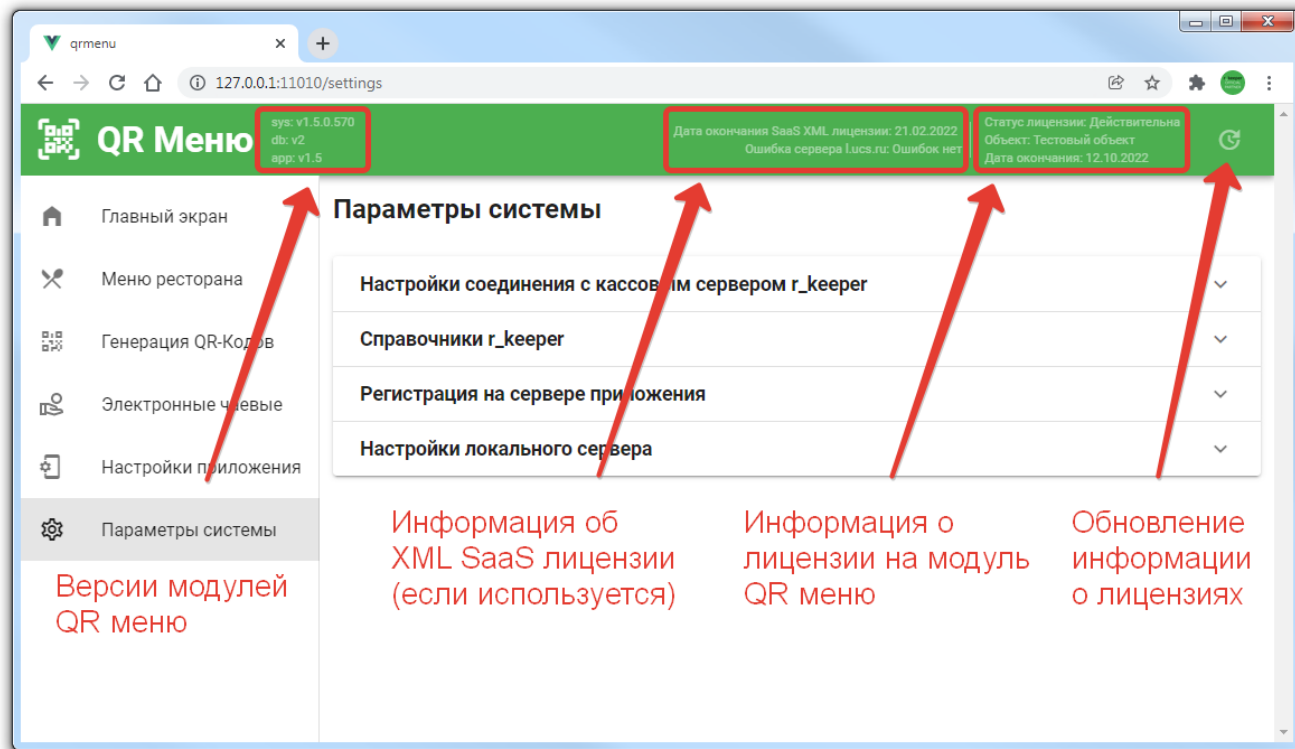 qrmenu
127.0.0.1:11010/settings
QR Меню
sys: v1.5.0.570
db: v2
app: v1.5
Дата окончания SaaS XML лицензии: 21.02.2022
Ошибка сервера l.ucs.ru: Ошибок нет
Статус лицензии: Действительна
Объект: Тестовый объект
Дата окончания: 12.10.2022
Главный экран
Меню ресторана
Генерация QR-Кодов
Электронные чаевые
Настройки приложения
Параметры системы
Параметры системы
Настройки соединения с кассовым сервером r_keeper
Справочники r_keeper
Регистрация на сервере приложения
Настройки локального сервера
Версии модулей
QR меню
Информация об
XML SaaS лицензии
(если используется)
Информация о
лицензии на модуль
QR меню
Обновление
информации
о лицензиях